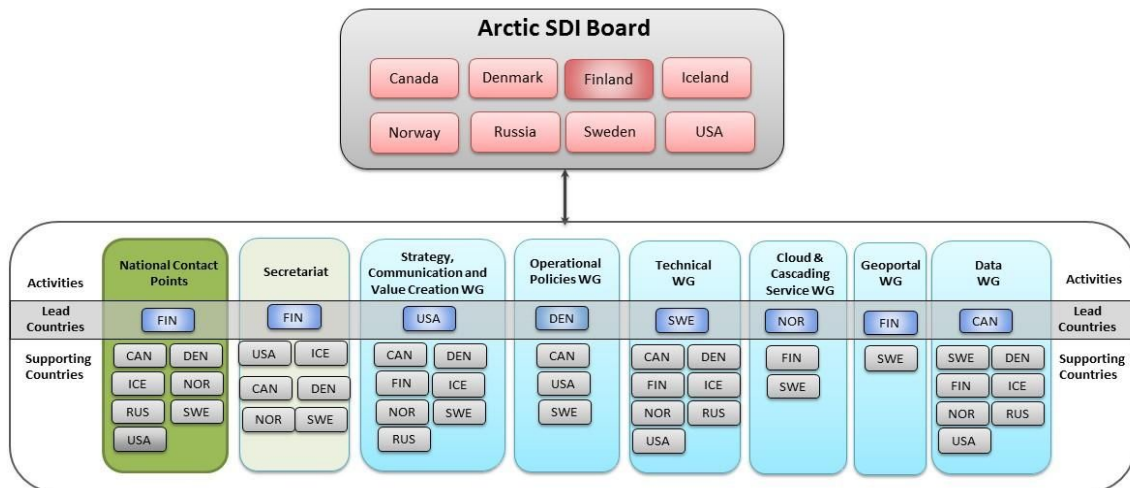 Arctic SDI Board
Canada
Denmark
Finland
Iceland
Norway
Russia
Sweden
USA
Activities
National Contact
Points
Secretariat
Strategy,
Communication and
Value Creation WG
Operational
Policies WG
Technical
WG
Cloud &
Cascading
Service WG
Geoportal
WG
Data
WG
Activities
Lead
Countries
FIN
FIN
USA
DEN
SWE
NOR
FIN
CAN
Lead
Countries
Supporting
Countries
CAN DEN
ICE NOR
RUS SWE
USA
USA ICE
CAN DEN
NOR SWE
CAN DEN
FIN ICE
NOR SWE
RUS
CAN
USA
SWE
CAN DEN
FIN ICE
NOR RUS
USA
FIN
SWE
SWE
SWE DEN
FIN ICE
NOR RUS
USA
Supporting
Countries